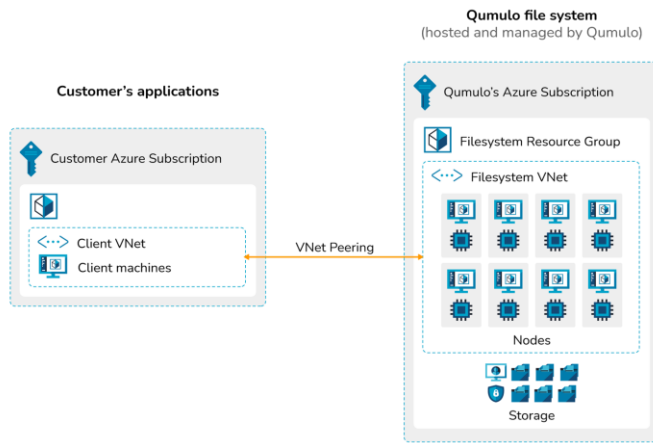 Qumulo file system
(hosted and managed by Qumulo)
Customer's applications
Qumulo's Azure Subscription
Customer Azure Subscription
Filesystem Resource Group
Filesystem VNet
Client VNet
Client machines
VNet Peering
Nodes
Storage